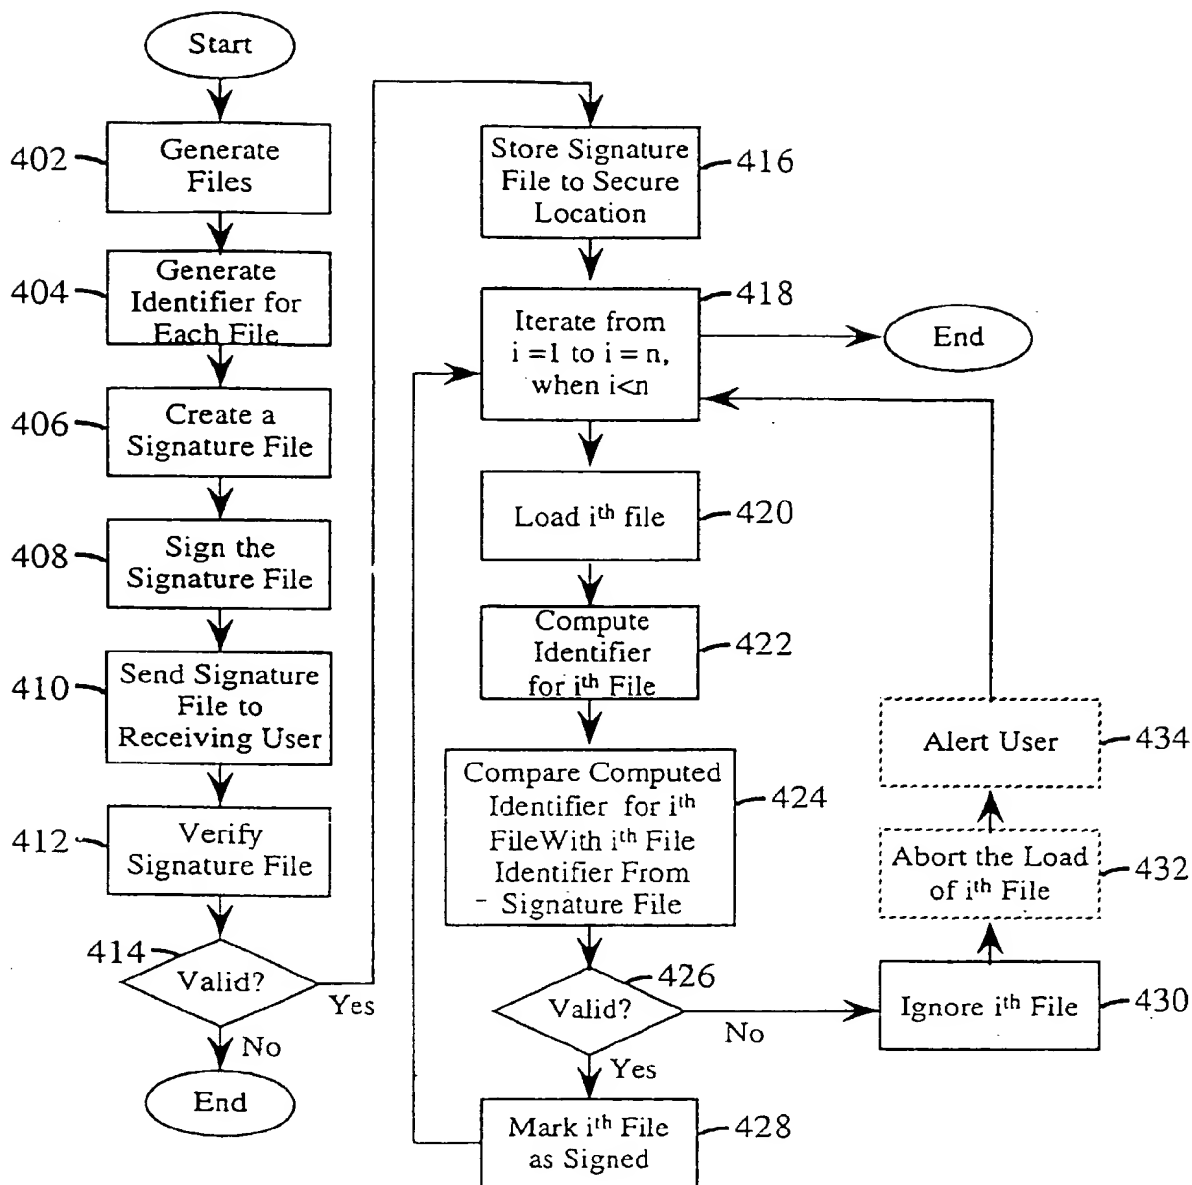 Start
402
Generate
Files
404
Generate
Identifier for
Each File
406
Create a
Signature File
408
Sign the
Signature File
410
Send Signature
File to
Receiving User
412
Verify
Signature File
414
Valid?
Yes
No
End
Store Signature
File to Secure
Location
416
Iterate from
i =1 to i = n,
when i<n
418
End
Load ith file
420
Compute
Identifier
for ith File
422
Compare Computed
Identifier for ith
FileWith ith File
Identifier From
Signature File
424
Valid?
426
No
Yes
Mark ith File
as Signed
428
Alert User
434
Abort the Load
of ith File
432
Ignore ith File
430